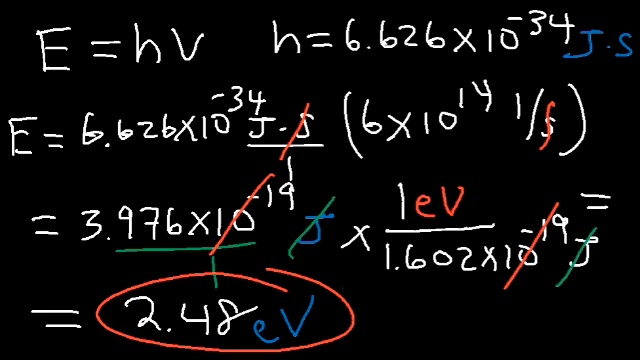 E = hν h = 6.626×10^-34 J·s
E = 6.626×10^-34 J·s (6×10^14 1/s)
= 3.976×10^-19 J × 1eV/1.602×10^-19 J =
= 2.48 eV